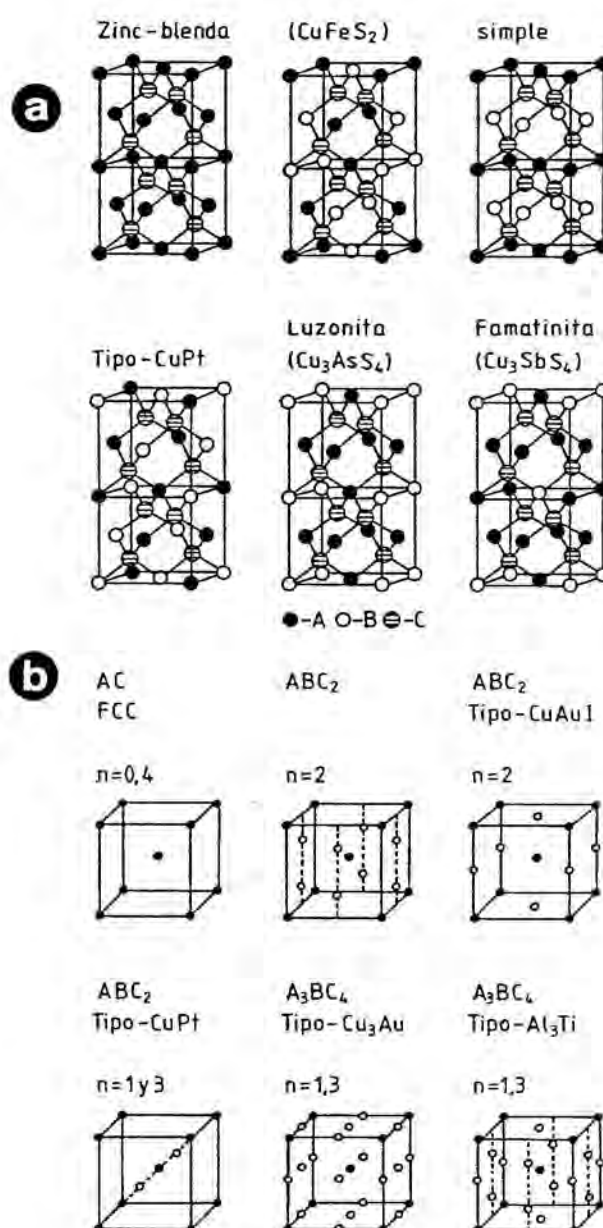 a
Zinc-blenda
(CuFeS₂)
simple
Tipo-CuPt
Luzonita
(Cu₃AsS₄)
Famatinita
(Cu₃SbS₄)
●-A ○-B ⊜-C
b
AC
FCC
n=0,4
ABC₂
n=2
ABC₂
Tipo-CuAu1
n=2
ABC₂
Tipo-CuPt
n=1y3
A₃BC₄
Tipo-Cu₃Au
n=1,3
A₃BC₄
Tipo-Al₃Ti
n=1,3